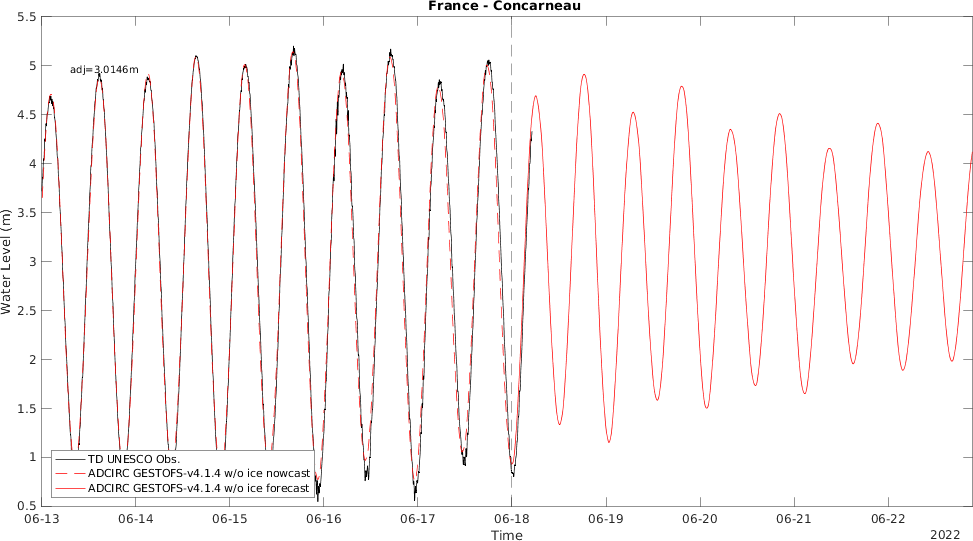 France - Concarneau
adj=3.0146m
Water Level (m)
5.5
5
4.5
4
3.5
3
2.5
2
1.5
1
0.5
TD UNESCO Obs.
ADCIRC GESTOFS-v4.1.4 w/o ice nowcast
ADCIRC GESTOFS-v4.1.4 w/o ice forecast
06-13 06-14 06-15 06-16 06-17 06-18 06-19 06-20 06-21 06-22
Time
2022